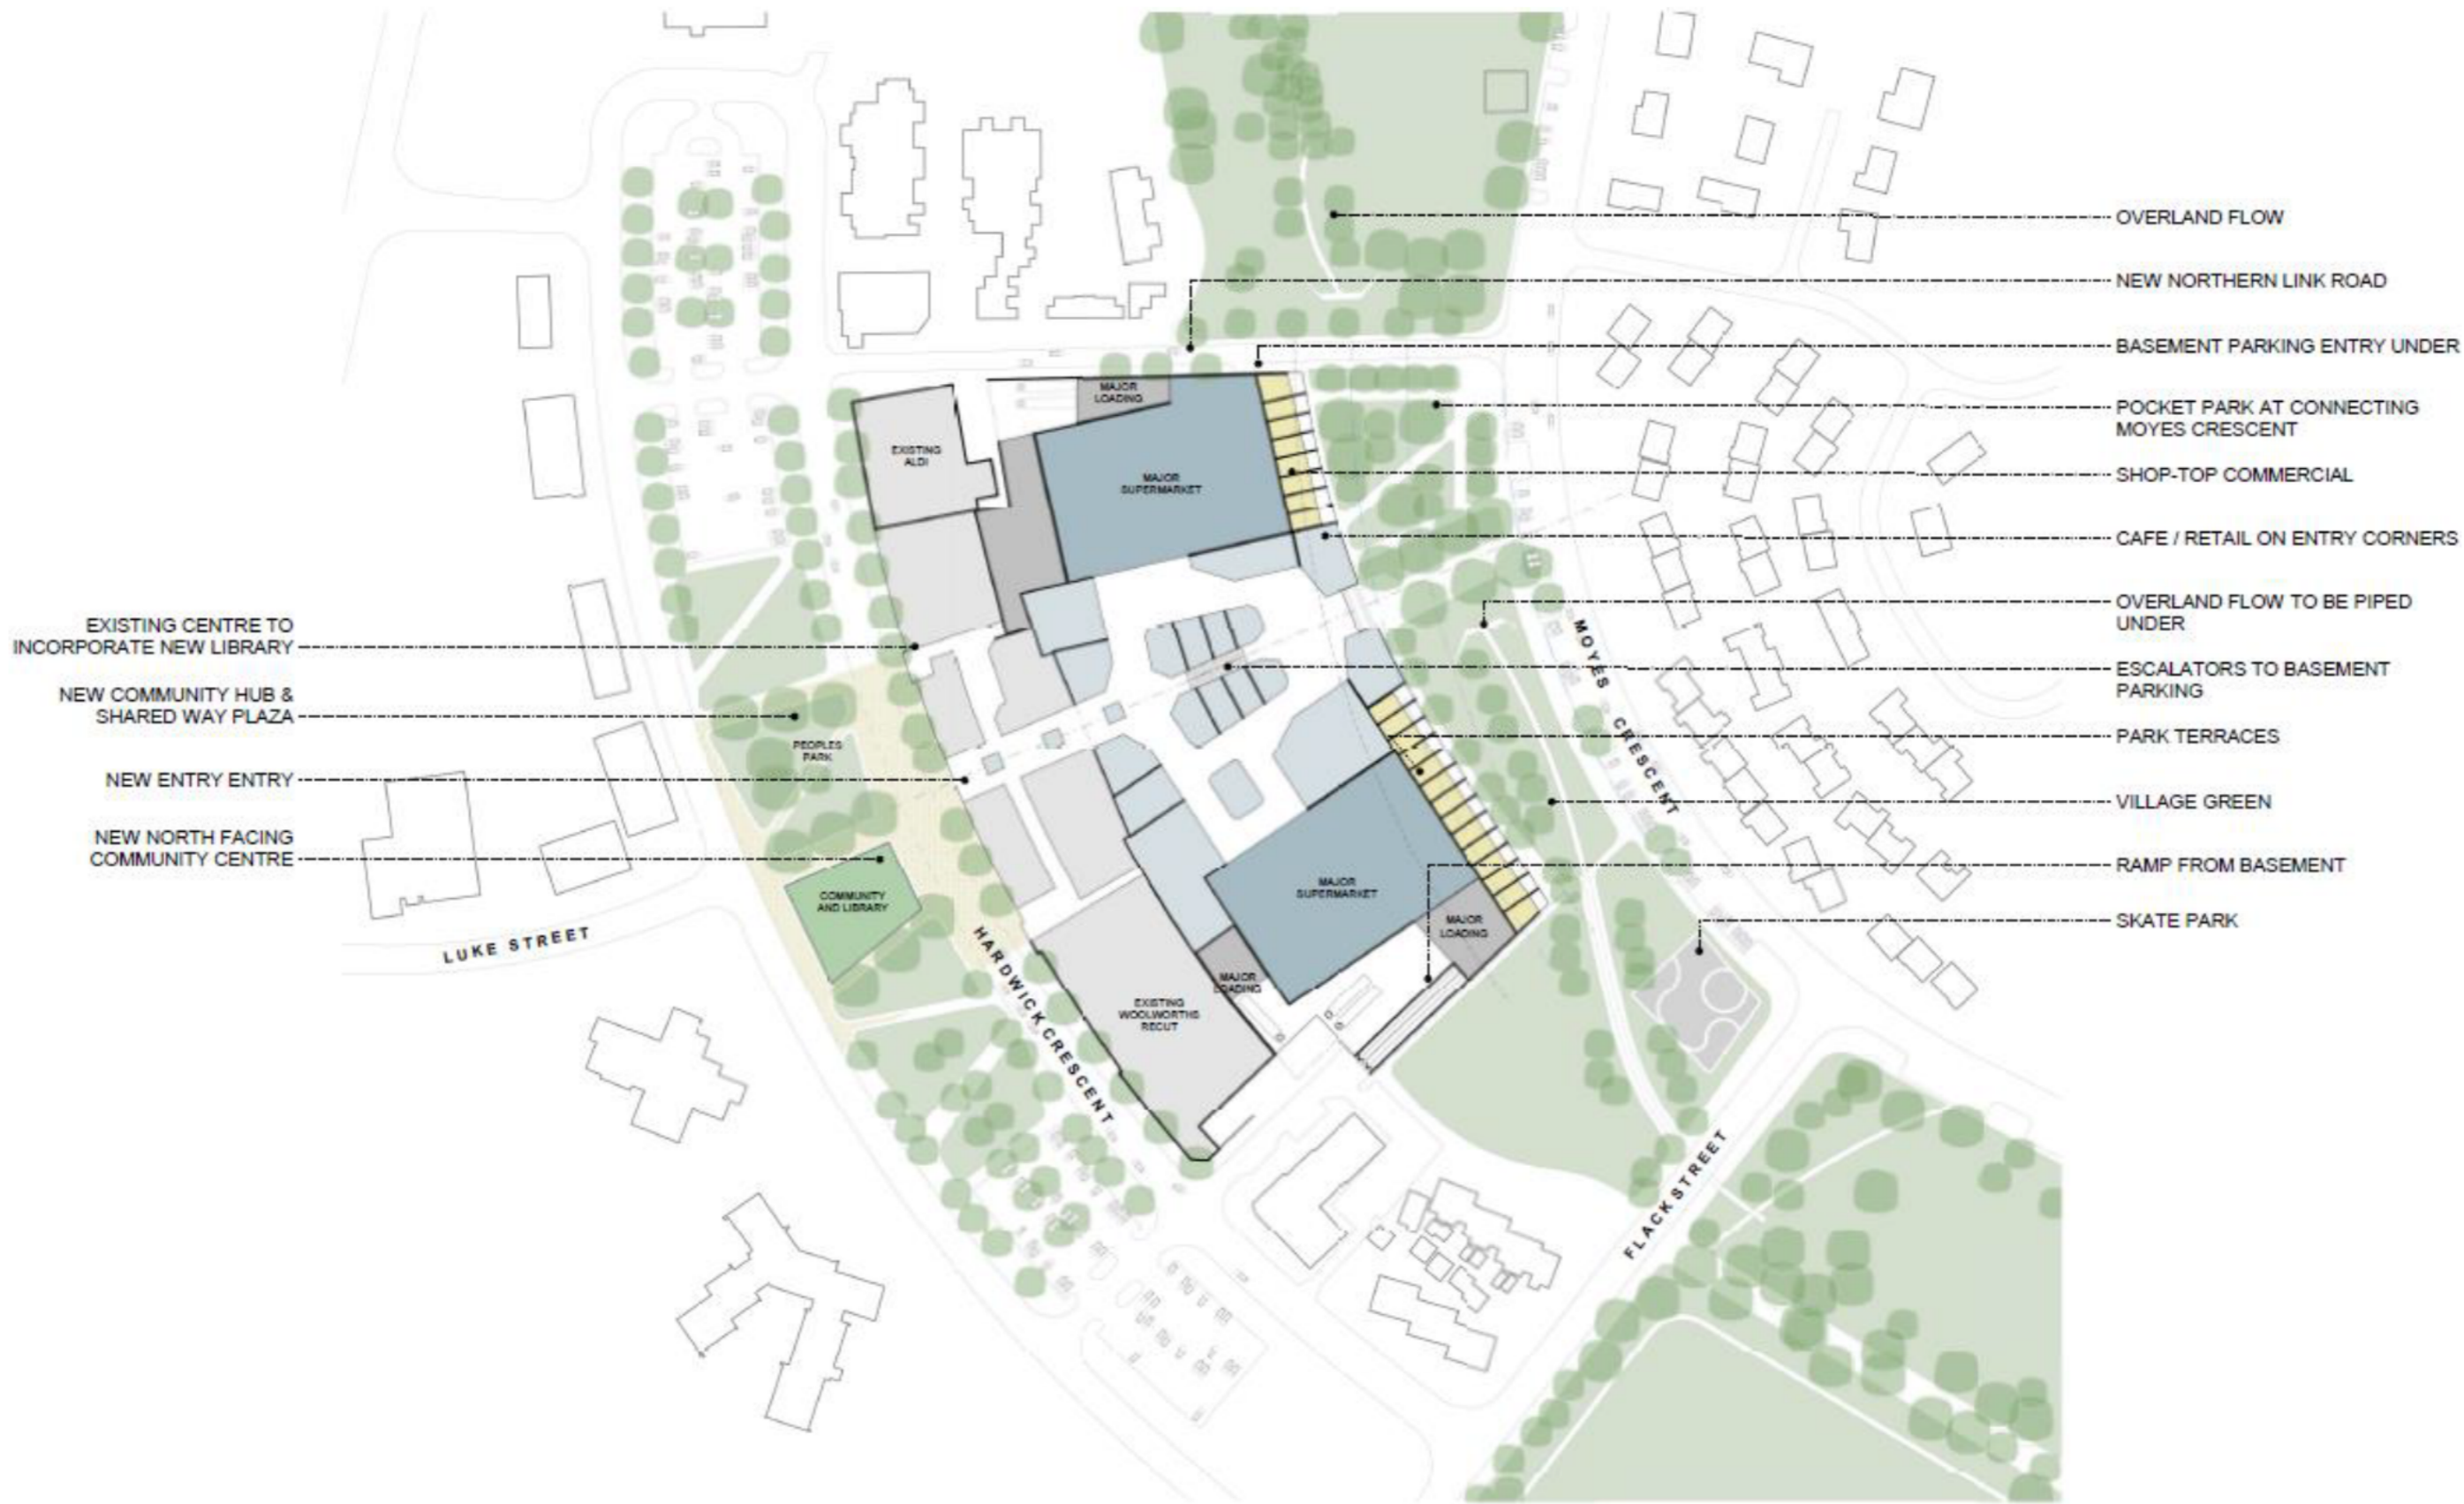 OVERLAND FLOW
NEW NORTHERN LINK ROAD
BASEMENT PARKING ENTRY UNDER
POCKET PARK AT CONNECTING
MOYES CRESCENT
SHOP-TOP COMMERCIAL
CAFE / RETAIL ON ENTRY CORNERS
OVERLAND FLOW TO BE PIPED
UNDER
ESCALATORS TO BASEMENT
PARKING
PARK TERRACES
VILLAGE GREEN
RAMP FROM BASEMENT
SKATE PARK
EXISTING CENTRE TO
INCORPORATE NEW LIBRARY
NEW COMMUNITY HUB &
SHARED WAY PLAZA
NEW ENTRY ENTRY
NEW NORTH FACING
COMMUNITY CENTRE
MAJOR
LOADING
EXISTING
ALDI
MAJOR
SUPERMARKET
PEOPLES
PARK
COMMUNITY
AND LIBRARY
MAJOR
SUPERMARKET
MAJOR
LOADING
MAJOR
LOADING
EXISTING
WOOLWORTHS
RECUT
LUKE STREET
HARDWICK CRESCENT
MOYES CRESCENT
FLACK STREET